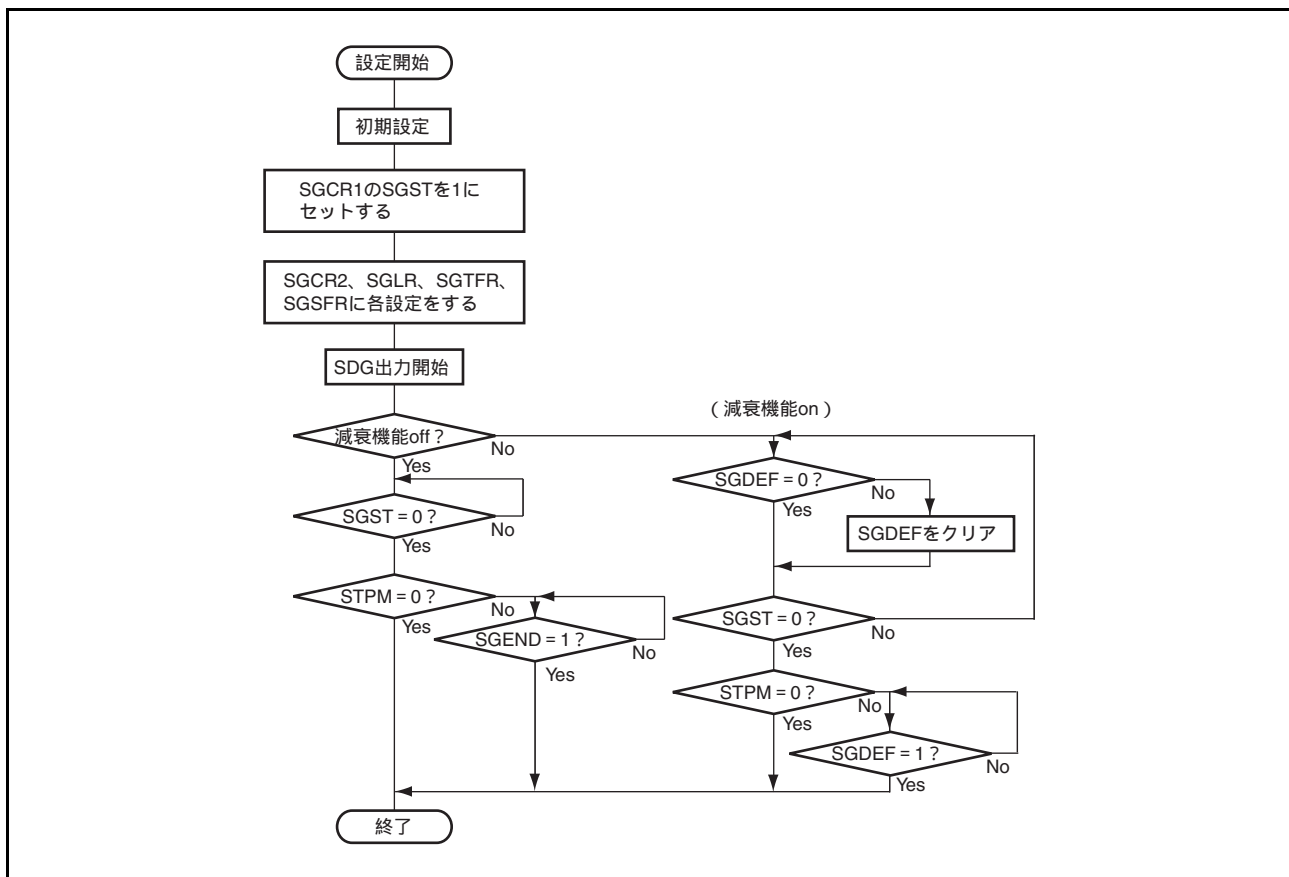 設定開始
初期設定
SGCR1のSGSTを1に
セットする
SGCR2、SGLR、SGTFR、
SGSFRに各設定をする
SDG出力開始
減衰機能off？
No
Yes
SGST = 0？
No
Yes
STPM = 0？
No
Yes
SGEND = 1？
No
Yes
（減衰機能on）
SGDEF = 0？
No
Yes
SGDEFをクリア
SGST = 0？
No
Yes
STPM = 0？
No
Yes
SGDEF = 1？
No
Yes
終了